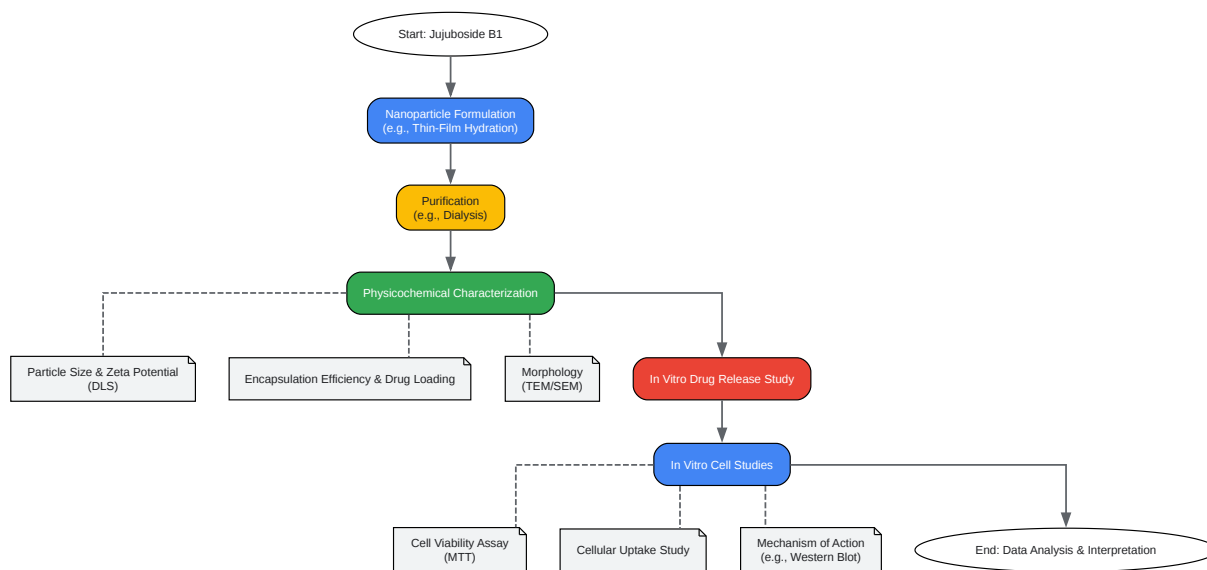 Start: Jujuboside B1
Nanoparticle Formulation
(e.g., Thin-Film Hydration)
Purification
(e.g., Dialysis)
Physicochemical Characterization
Particle Size & Zeta Potential
(DLS)
Encapsulation Efficiency & Drug Loading
Morphology
(TEM/SEM)
In Vitro Drug Release Study
In Vitro Cell Studies
Cell Viability Assay
(MTT)
Cellular Uptake Study
Mechanism of Action
(e.g., Western Blot)
End: Data Analysis & Interpretation